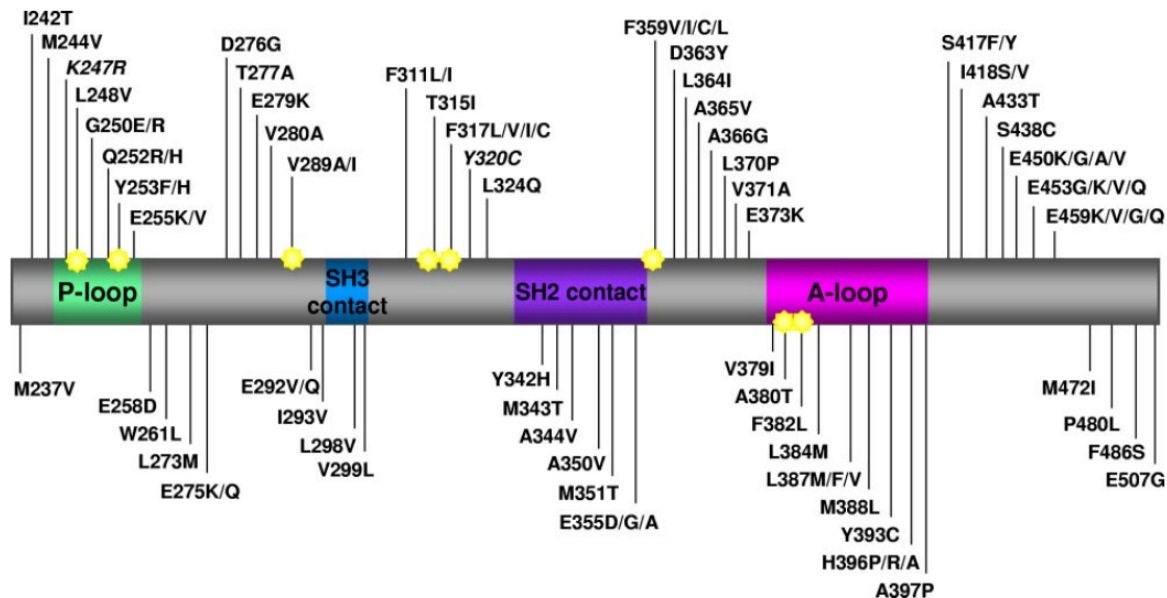 I242T
M244V
K247R
L248V
G250E/R
Q252R/H
Y253F/H
E255K/V
D276G
T277A
E279K
V280A
V289A/I
F311L/I
T315I
F317L/V/I/C
Y320C
L324Q
F359V/I/C/L
D363Y
L364I
A365V
A366G
L370P
V371A
E373K
S417F/Y
I418S/V
A433T
S438C
E450K/G/A/V
E453G/K/V/Q
E459K/V/G/Q
P-loop
SH3
contact
SH2 contact
A-loop
M237V
E258D
W261L
L273M
E275K/Q
E292V/Q
I293V
L298V
V299L
Y342H
M343T
A344V
A350V
M351T
E355D/G/A
V379I
A380T
F382L
L384M
L387M/F/V
M388L
Y393C
H396P/R/A
A397P
M472I
P480L
F486S
E507G